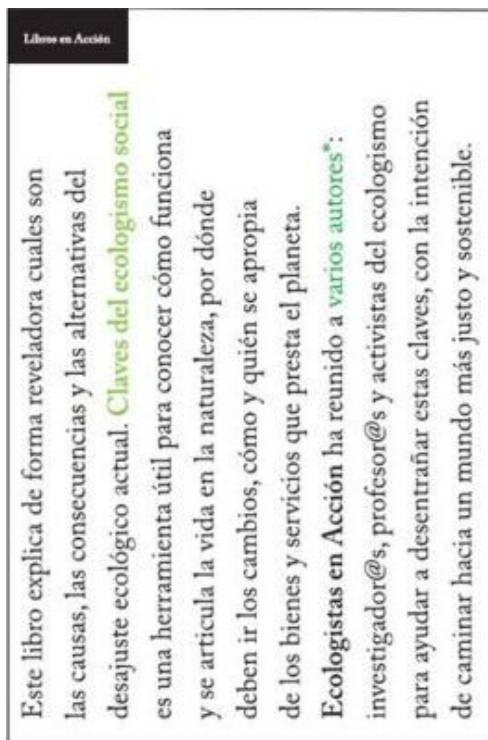 Libros en Acción
Este libro explica de forma reveladora cuales son
las causas, las consecuencias y las alternativas del
desajuste ecológico actual. Claves del ecologismo social
es una herramienta útil para conocer cómo funciona
y se articula la vida en la naturaleza, por dónde
deben ir los cambios, cómo y quién se apropia
de los bienes y servicios que presta el planeta.
Ecologistas en Acción ha reunido a varios autores*:
investigador@s, profesor@s y activistas del ecologismo
para ayudar a desentrañar estas claves, con la intención
de caminar hacia un mundo más justo y sostenible.